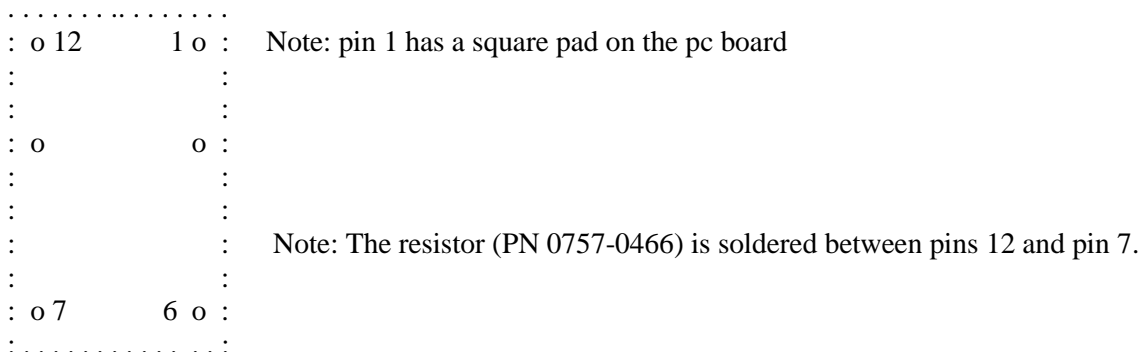 . . . . . . . .. . . . . . . .
: o 12 1 o : Note: pin 1 has a square pad on the pc board
: :
: :
: o o :
: :
: :
: : Note: The resistor (PN 0757-0466) is soldered between pins 12 and pin 7.
: :
: o 7 6 o :
: . . . . . . . . . . . . . . :